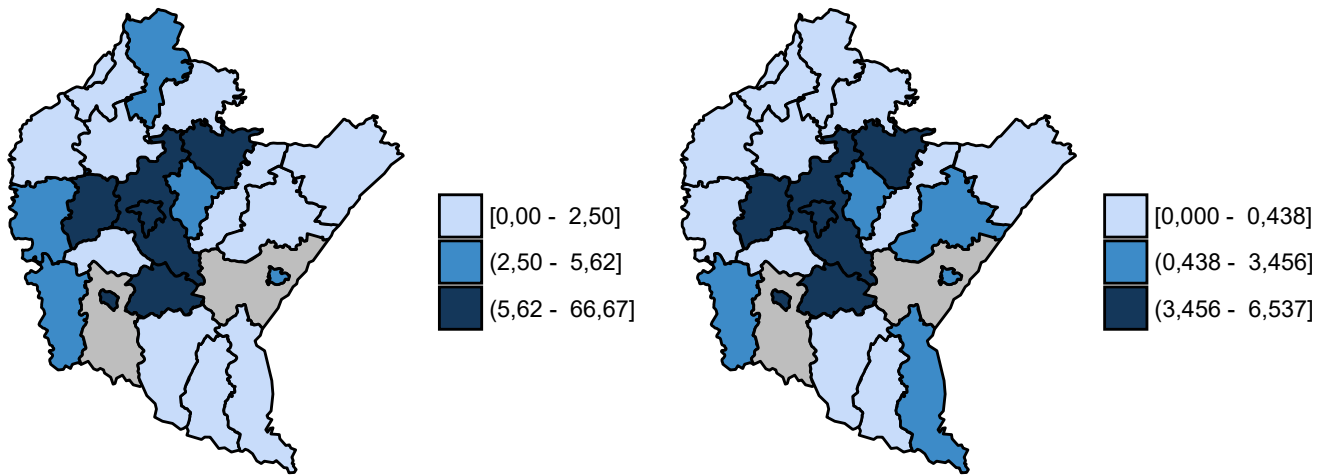 [0,00 - 2,50]
(2,50 - 5,62]
(5,62 - 66,67]
[0,000 - 0,438]
(0,438 - 3,456]
(3,456 - 6,537]